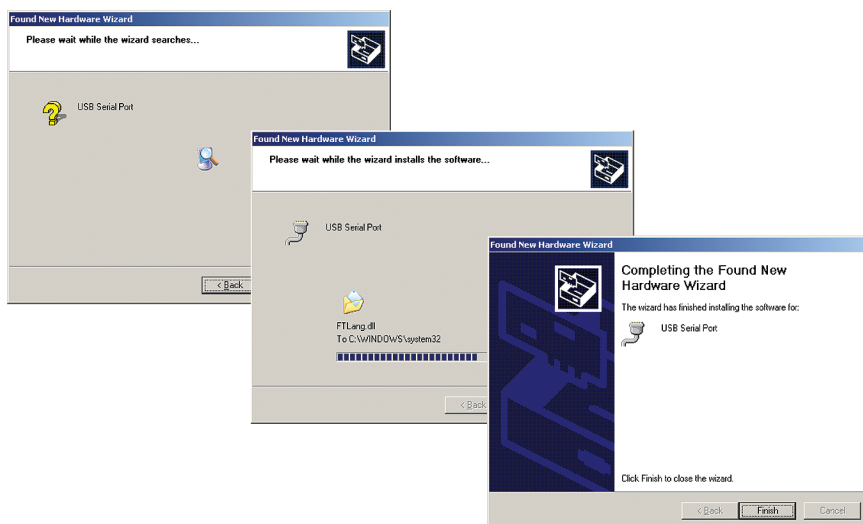 Found New Hardware Wizard
Please wait while the wizard searches...
USB Serial Port
< Back
Found New Hardware Wizard
Please wait while the wizard installs the software...
USB Serial Port
FTLang.dll
To C:\WINDOWS\system32
< Back
Found New Hardware Wizard
Completing the Found New
Hardware Wizard
The wizard has finished installing the software for:
USB Serial Port
Click Finish to close the wizard.
< Back Finish Cancel